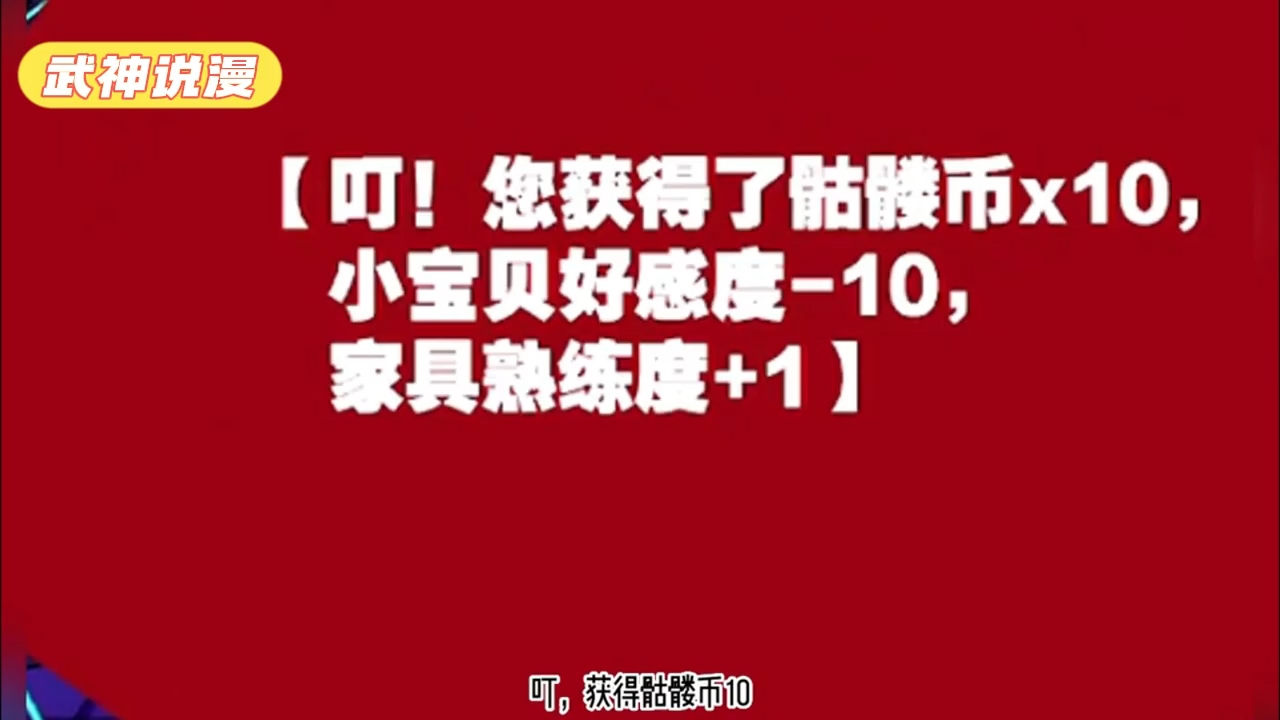 武神说漫
【叮！您获得了骷髅币x10，
小宝贝好感度-10，
家具熟练度+1】
叮，获得骷髅币10